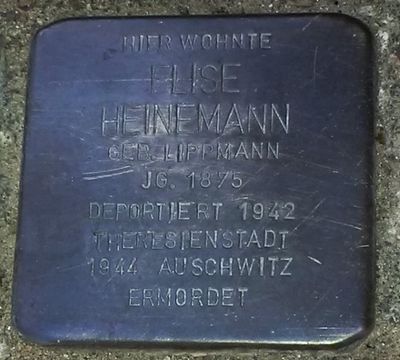 HIER WOHNTE
ELISE
HEINEMANN
GEB. LIPPMANN
JG. 1875
DEPORTIERT 1942
THERESIENSTADT
1944 AUSCHWITZ
ERMORDET